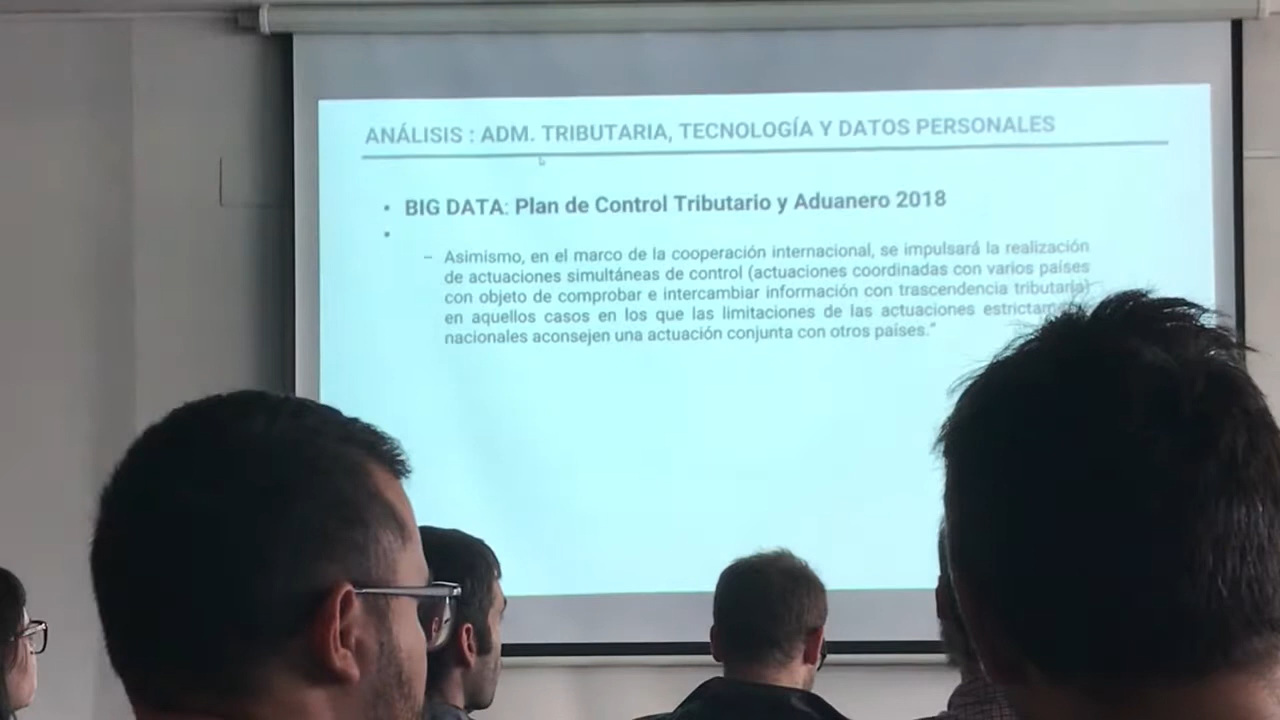 ANÁLISIS : ADM. TRIBUTARIA, TECNOLOGÍA Y DATOS PERSONALES
• BIG DATA: Plan de Control Tributario y Aduanero 2018
•
– Asimismo, en el marco de la cooperación internacional, se impulsará la realización
de actuaciones simultáneas de control (actuaciones coordinadas con varios países
con objeto de comprobar e intercambiar información con trascendencia tributaria)
en aquellos casos en los que las limitaciones de las actuaciones
nacionales aconsejen una actuación conjunta con otros países.”